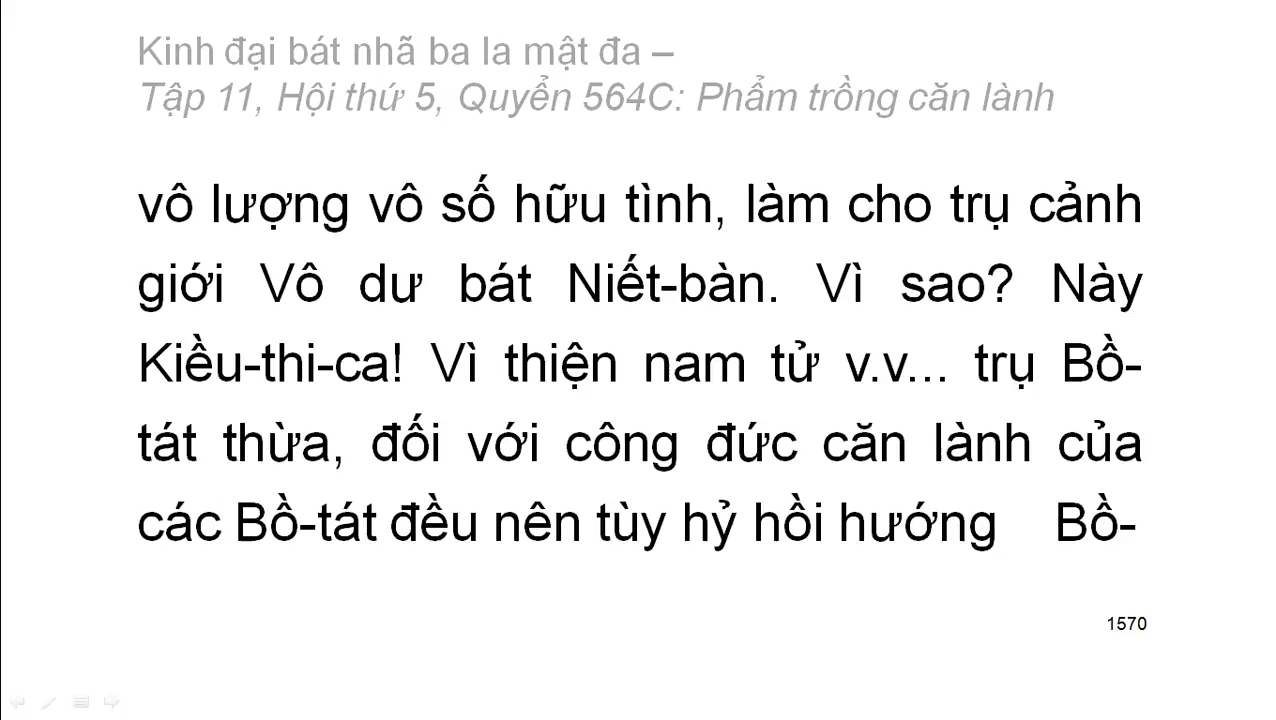 Kinh đại bát nhã ba la mật đa –
Tập 11, Hội thứ 5, Quyển 564C: Phẩm trồng căn lành
vô lượng vô số hữu tình, làm cho trụ cảnh
giới Vô dư bát Niết-bàn. Vì sao? Này
Kiều-thi-ca! Vì thiện nam tử v.v... trụ Bồ-
tát thừa, đối với công đức căn lành của
các Bồ-tát đều nên tùy hỷ hồi hướng Bồ-
1570